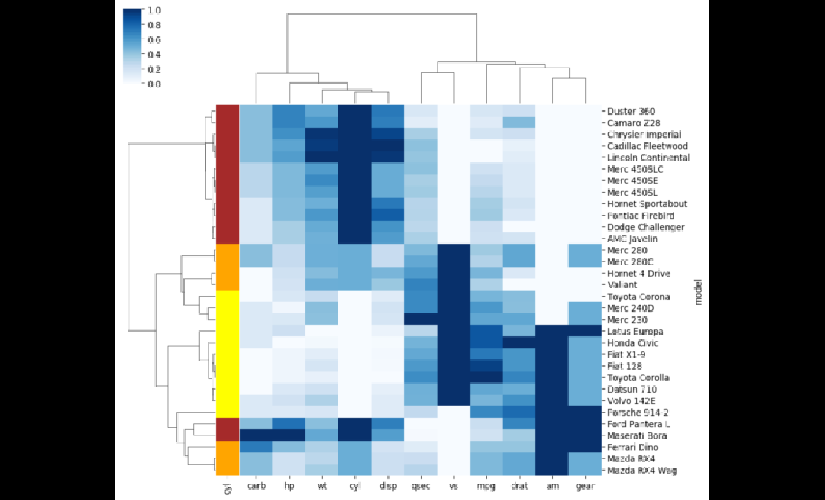 1.0
0.8
0.6
0.4
0.2
0.0
Duster 360
Camaro Z28
Chrysler Imperial
Cadillac Fleetwood
Lincoln Continental
Merc 450SLC
Merc 450SE
Merc 450SL
Hornet Sportabout
Pontiac Firebird
Dodge Challenger
AMC Javelin
Merc 280
Merc 280C
Hornet 4 Drive
Valiant
Toyota Corona
Merc 240D
Merc 230
Lotus Europa
Honda Civic
Fiat X1-9
Fiat 128
Toyota Corolla
Datsun 710
Volvo 142E
Porsche 914-2
Ford Pantera L
Maserati Bora
Ferrari Dino
Mazda RX4
Mazda RX4 Wag
model
cyl carb hp wt cyl disp qsec vs mpg drat am gear